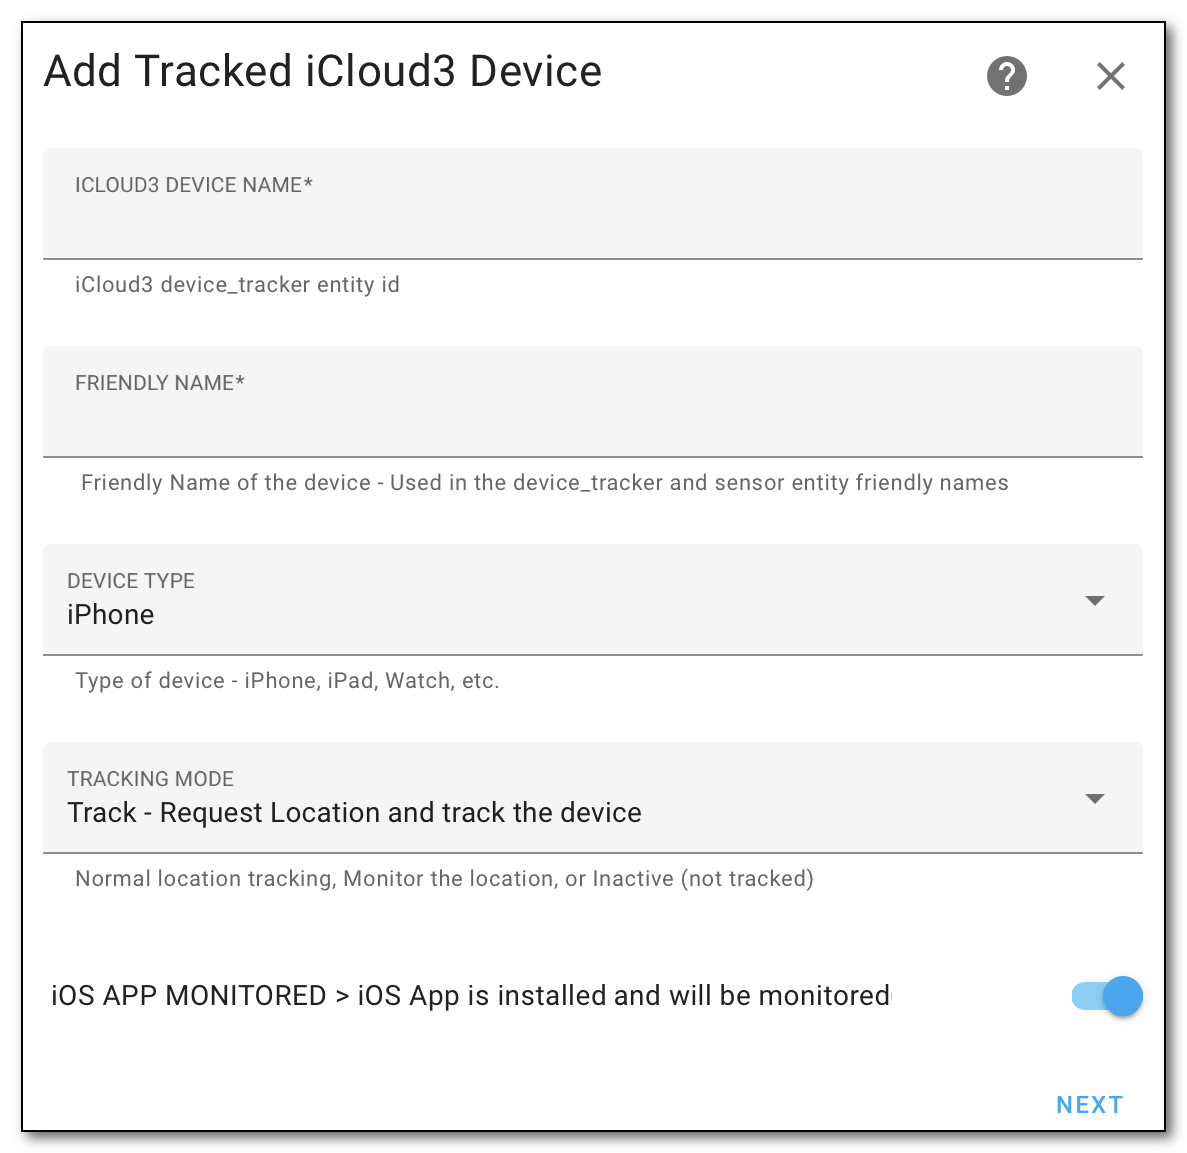 Add Tracked iCloud3 Device
ICLOUD3 DEVICE NAME*
iCloud3 device_tracker entity id
FRIENDLY NAME*
Friendly Name of the device - Used in the device_tracker and sensor entity friendly names
DEVICE TYPE
iPhone
Type of device - iPhone, iPad, Watch, etc.
TRACKING MODE
Track - Request Location and track the device
Normal location tracking, Monitor the location, or Inactive (not tracked)
iOS APP MONITORED > iOS App is installed and will be monitored
NEXT